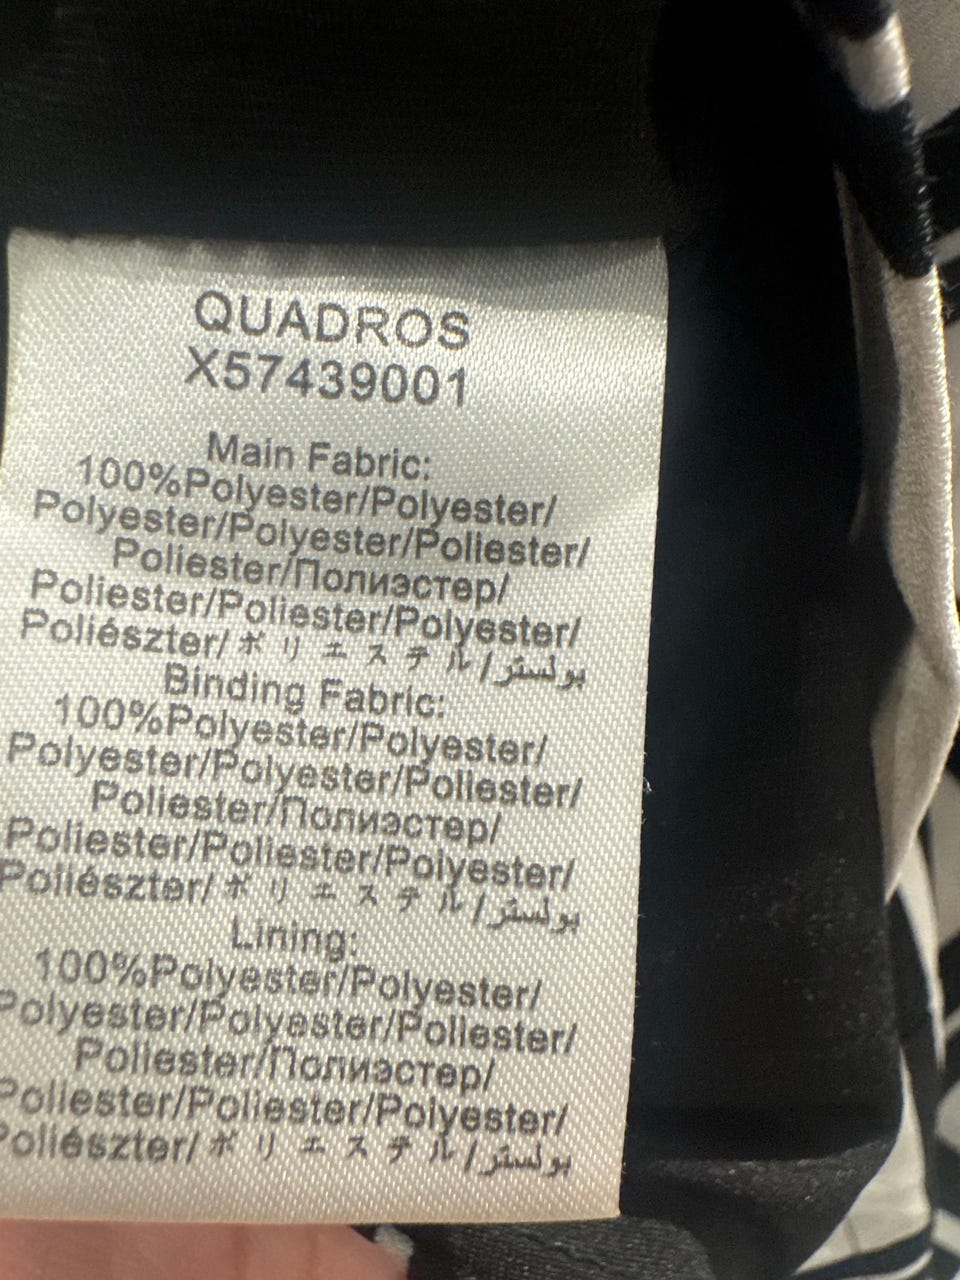 QUADROS
X57439001
Main Fabric:
100%Polyester/Polyester/
Polyester/Polyester/Poliester/
Poliester/Полиэстер/
Poliester/Poliester/Polyester/
Poliészter/ポリエステル/بولستر
Binding Fabric:
100%Polyester/Polyester/
Polyester/Polyester/Poliester/
Poliester/Полиэстер/
Poliester/Poliester/Polyester/
Poliészter/ポリエステル/بولستر
Lining:
100%Polyester/Polyester/
Polyester/Polyester/Poliester/
Poliester/Полиэстер/
Poliester/Poliester/Polyester/
Poliészter/ポリエステル/بولستر